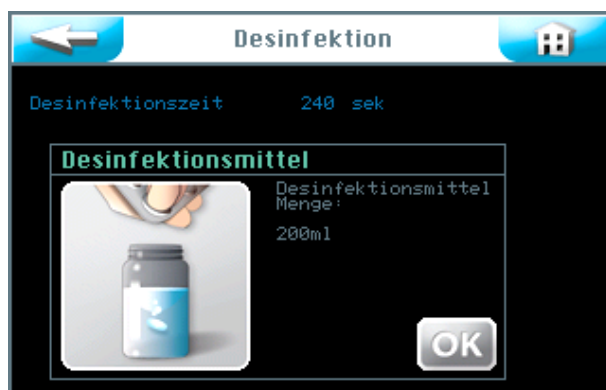 Desinfektion
Desinfektionszeit 240 sek
Desinfektionsmittel
Desinfektionsmittel
Menge:
200ml
OK